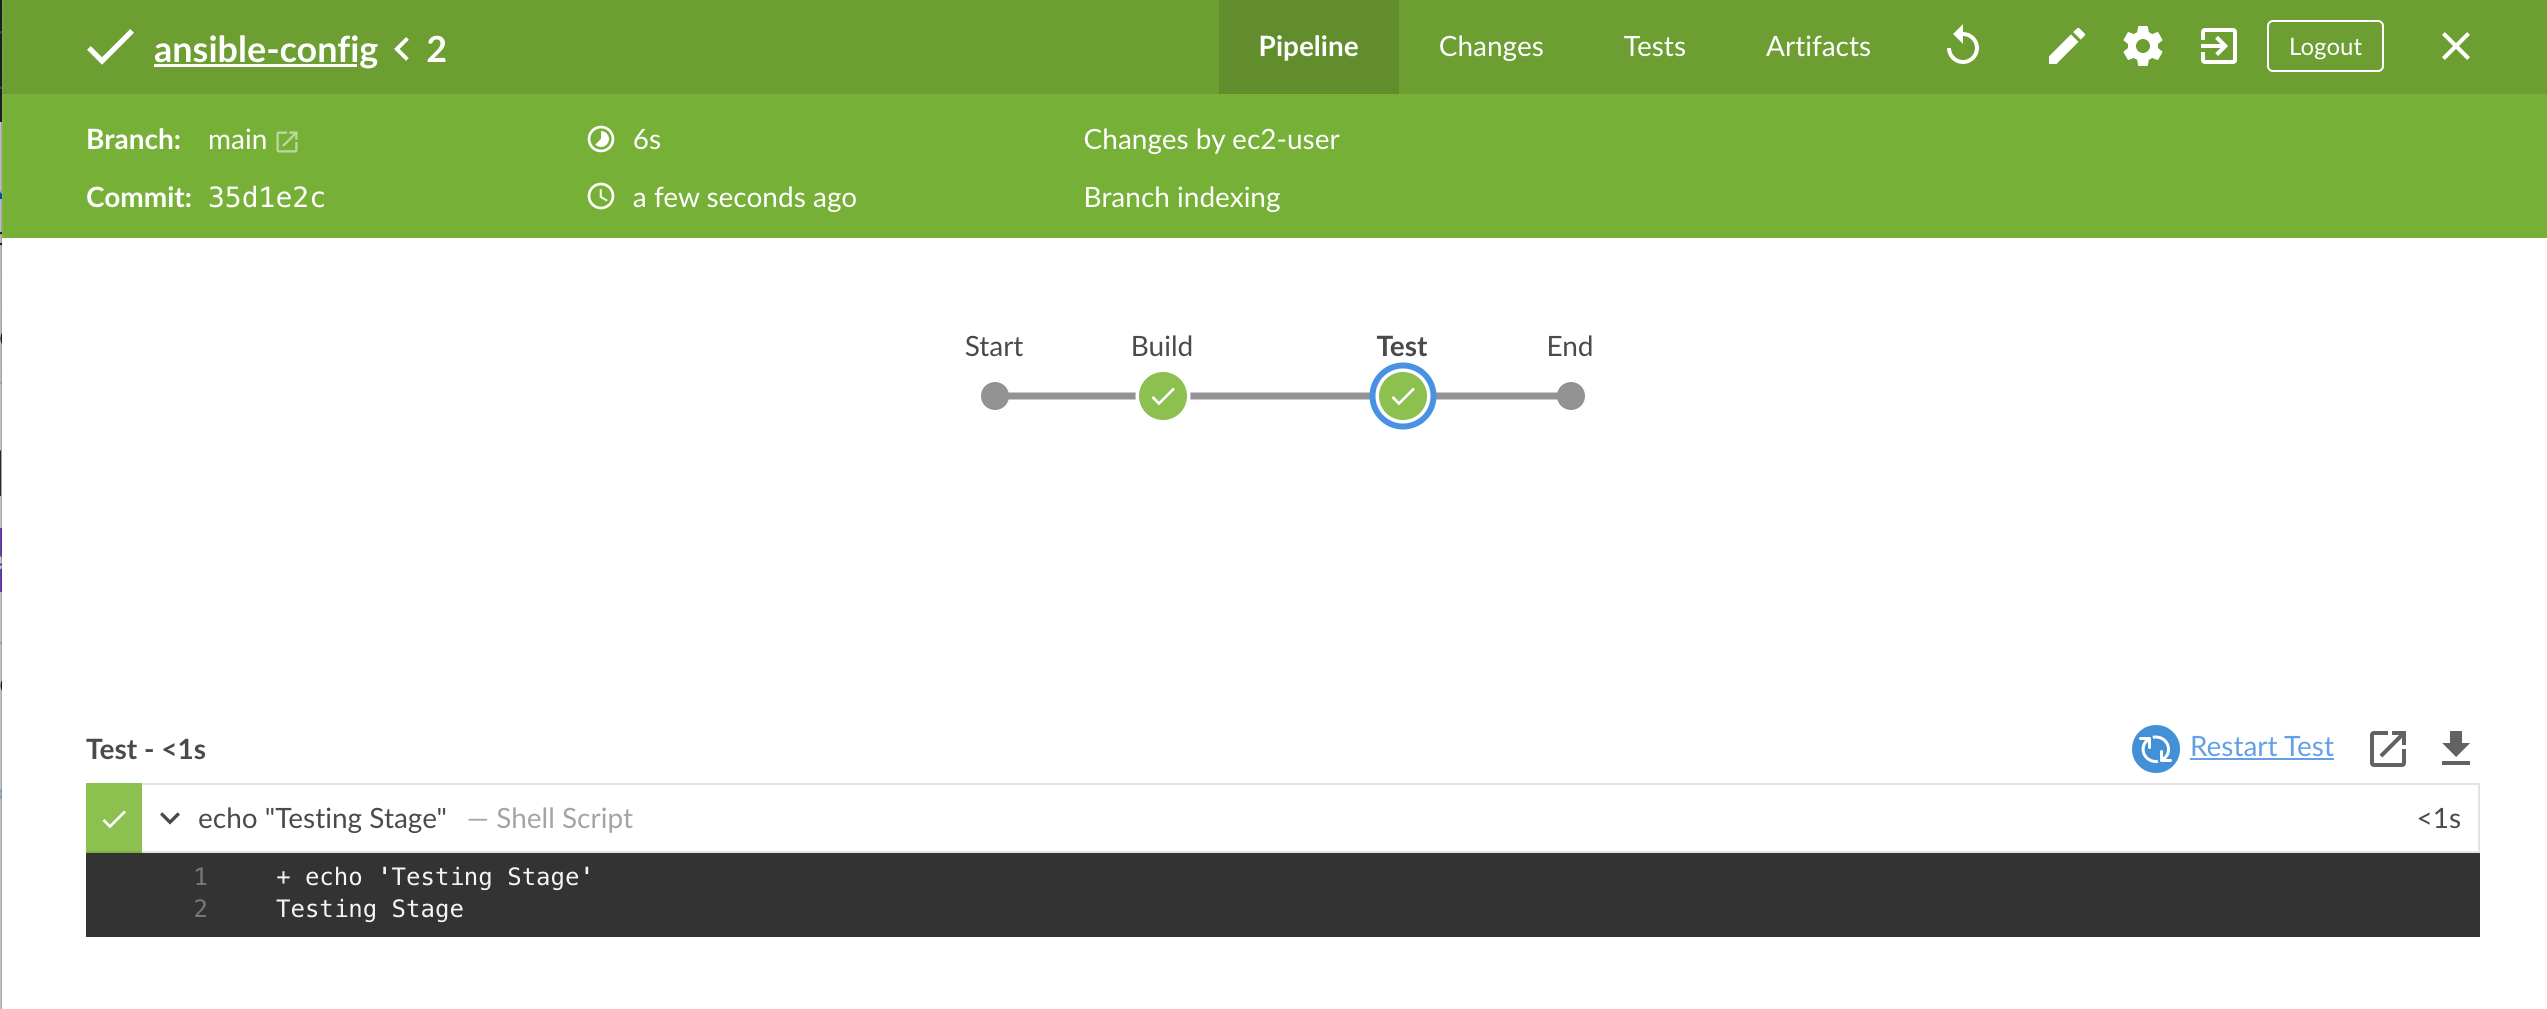 ansible-config < 2
Pipeline Changes Tests Artifacts Logout
Branch: main 6s Changes by ec2-user
Commit: 35d1e2c a few seconds ago Branch indexing
Start Build Test End
Test - <1s Restart Test
echo "Testing Stage" — Shell Script <1s
1 + echo 'Testing Stage'
2 Testing Stage